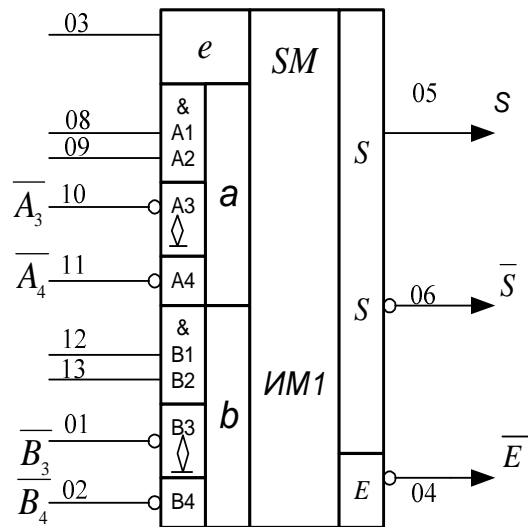 03 e SM
& 05 S
08 A1 S
09 A2
A̅₃ 10 A3 a
A̅₄ 11 A4
& S 06 S̅
12 B1 ИМ1
13 B2
B̅₃ 01 B3 b
B̅₄ 02 B4 E 04 E̅